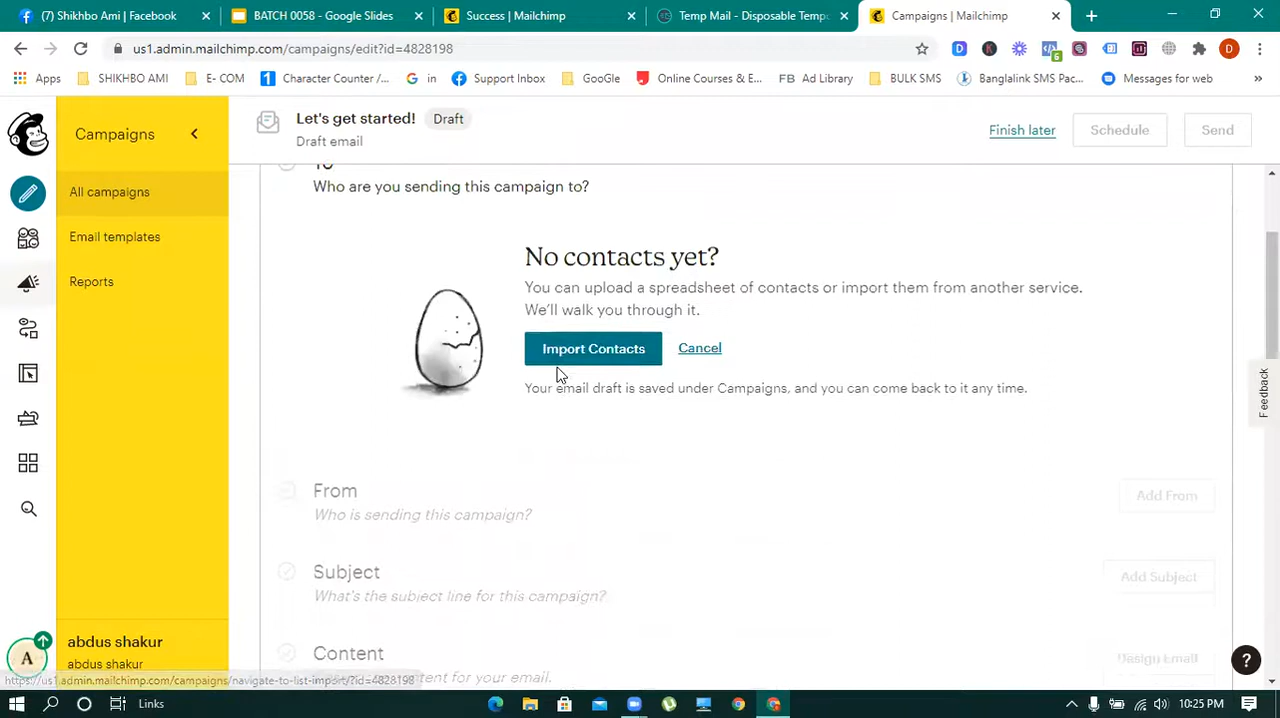 (7) Shikhbo Ami | Facebook
BATCH 0058 - Google Slides
Success | Mailchimp
Temp Mail - Disposable Tempo
Campaigns | Mailchimp
us1.admin.mailchimp.com/campaigns/edit?id=4828198
6
D
Apps
SHIKHBO AMI
E- COM
Character Counter /...
in
Support Inbox
GooGle
Online Courses & E...
FB Ad Library
BULK SMS
Banglalink SMS Pac...
Messages for web
»
Campaigns
Let's get started! Draft
Draft email
Finish later
Schedule
Send
All campaigns
Email templates
Reports
To
Who are you sending this campaign to?
No contacts yet?
You can upload a spreadsheet of contacts or import them from another service.
We'll walk you through it.
Import Contacts
Cancel
Your email draft is saved under Campaigns, and you can come back to it any time.
Feedback
From
Add From
Who is sending this campaign?
Subject
Add Subject
What's the subject line for this campaign?
Content
Design Email
content for your email.
A
abdus shakur
abdus shakur
?
https://us1.admin.mailchimp.com/campaigns/navigate-to-list-import/?id=4828198
Links
10:25 PM